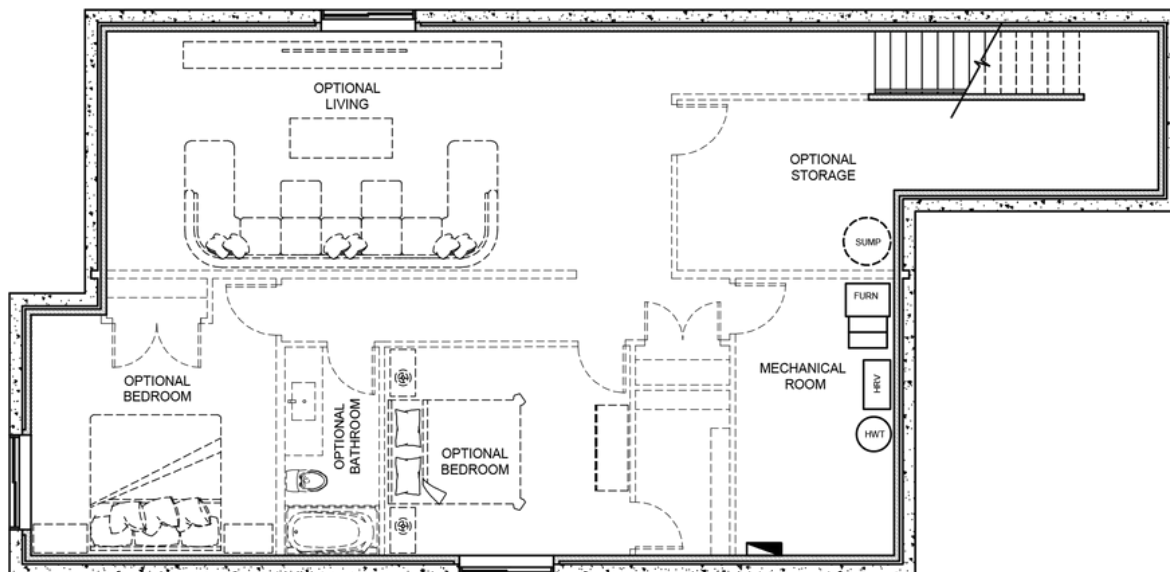 OPTIONAL
LIVING
OPTIONAL
STORAGE
SUMP
FURN
MECHANICAL
ROOM
HRV
HWT
OPTIONAL
BEDROOM
OPTIONAL
BATHROOM
OPTIONAL
BEDROOM